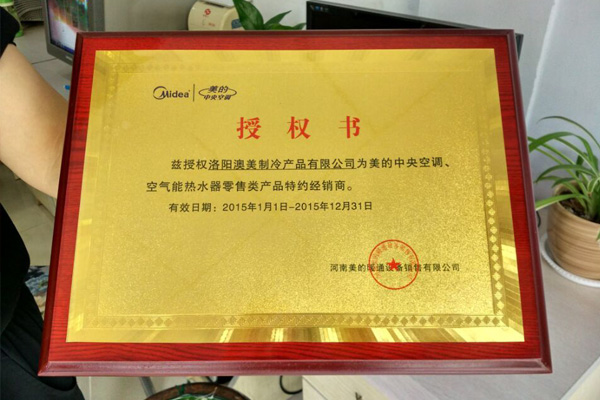 Midea 美的
中央空调
授权书
兹授权洛阳澳美制冷产品有限公司为美的中央空调、
空气能热水器零售类产品特约经销商。
有效日期：2015年1月1日-2015年12月31日
河南美的暖通设备销售有限公司